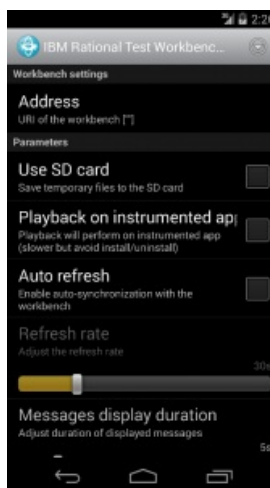 2:20
IBM Rational Test Workbenc...
Workbench settings
Address
URI of the workbench [""]
Parameters
Use SD card
Save temporary files to the SD card
Playback on instrumented app
Playback will perform on instrumented app
(slower but avoid install/uninstall)
Auto refresh
Enable auto-synchronization with the
workbench
Refresh rate
Adjust the refresh rate
30s
Messages display duration
Adjust duration of displayed messages
5s